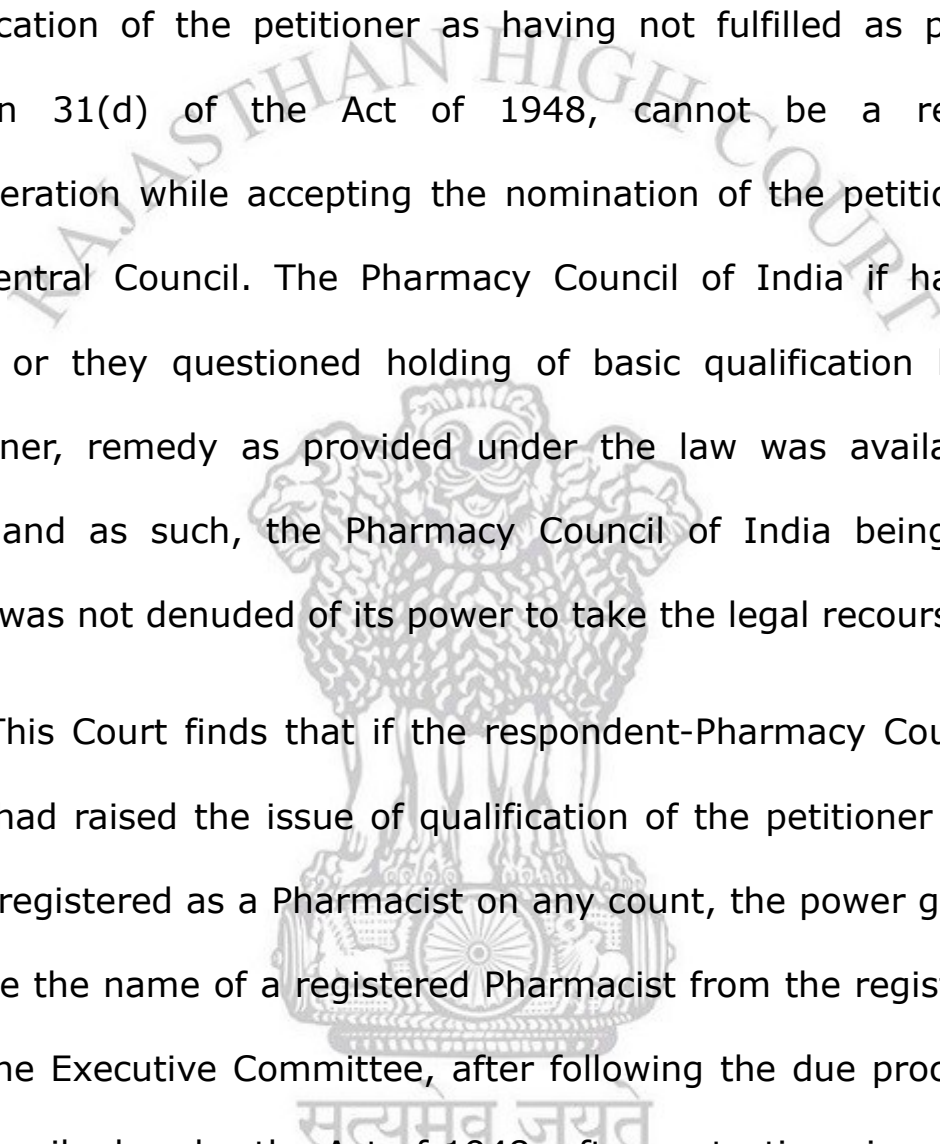 cation of the petitioner as having not fulfilled as p
n 31(d) of the Act of 1948, cannot be a re
eration while accepting the nomination of the petitio
entral Council. The Pharmacy Council of India if ha
or they questioned holding of basic qualification
ner, remedy as provided under the law was availa
and as such, the Pharmacy Council of India being
was not denuded of its power to take the legal recours
This Court finds that if the respondent-Pharmacy Cou
had raised the issue of qualification of the petitioner
registered as a Pharmacist on any count, the power g
e the name of a registered Pharmacist from the regist
he Executive Committee, after following the due proc
RAJASTHAN HIGH COURT
सत्यमेव जयते